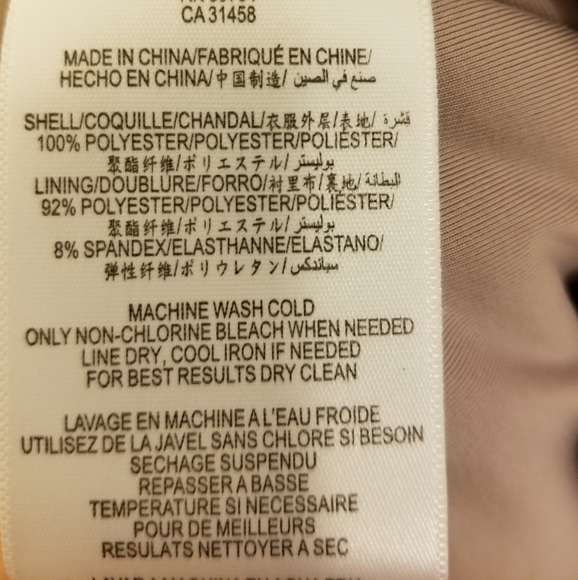 CA 31458
MADE IN CHINA/FABRIQUÉ EN CHINE/
HECHO EN CHINA/中国制造/ صنع في الصين
SHELL/COQUILLE/CHANDAL/衣服外层/表地/ قشرة
100% POLYESTER/POLYESTER/POLIÉSTER/
聚酯纤维/ポリエステル/ بوليستر
LINING/DOUBLURE/FORRO/衬里布/裏地/ البطانة
92% POLYESTER/POLYESTER/POLIÉSTER/
聚酯纤维/ポリエステル/ بوليستر
8% SPANDEX/ELASTHANNE/ELASTANO/
弹性纤维/ポリウレタン/ سباندكس
MACHINE WASH COLD
ONLY NON-CHLORINE BLEACH WHEN NEEDED
LINE DRY, COOL IRON IF NEEDED
FOR BEST RESULTS DRY CLEAN
LAVAGE EN MACHINE A L'EAU FROIDE
UTILISEZ DE LA JAVEL SANS CHLORE SI BESOIN
SECHAGE SUSPENDU
REPASSER A BASSE
TEMPERATURE SI NECESSAIRE
POUR DE MEILLEURS
RESULATS NETTOYER A SEC